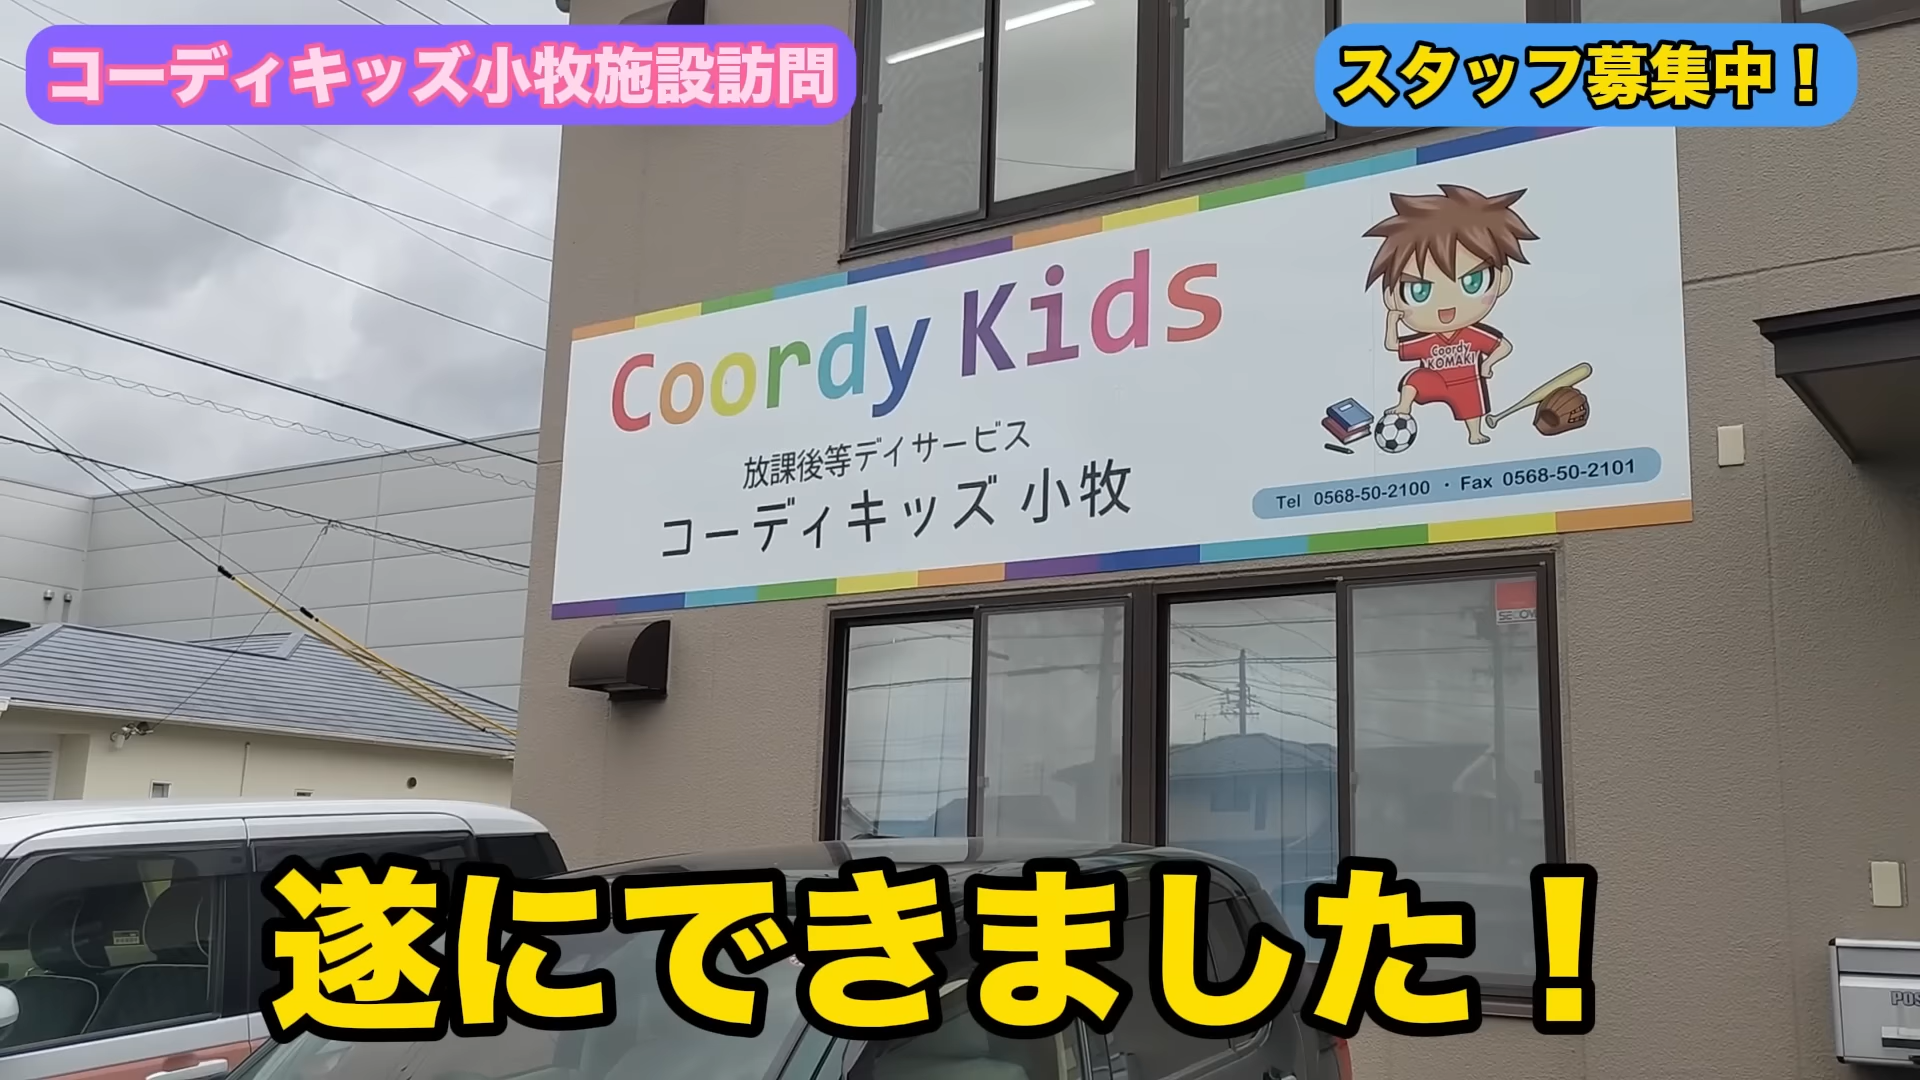 コーディキッズ小牧施設訪問
スタッフ募集中！
Coordy Kids
放課後等デイサービス
コーディキッズ 小牧
Coordy
KOMAKI
Tel 0568-50-2100 ・ Fax 0568-50-2101
SECOM
遂にできました！